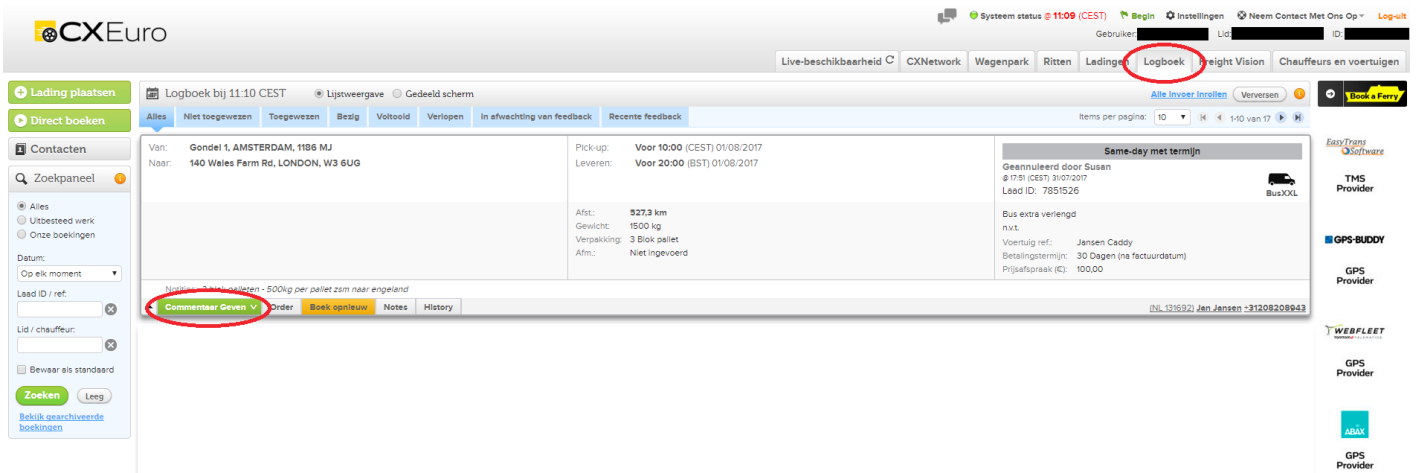 CXEuro
Systeem status @ 11:09 (CEST) Begin Instellingen Neem Contact Met Ons Op Log-uit
Gebruiker: Lid: ID:
Live-beschikbaarheid CXNetwork Wagenpark Ritten Ladingen Logboek Freight Vision Chauffeurs en voertuigen
Lading plaatsen
Direct boeken
Contacten
Zoekpaneel
Alles
Uitbesteed werk
Onze boekingen
Datum:
Op elk moment
Laad ID / ref:
Lid / chauffeur:
Bewaar als standaard
Zoeken Leeg
Bekijk gearchiveerde
boekingen
Logboek bij 11:10 CEST Lijstweergave Gedeeld scherm Alle Invoer Inrollen Verversen
Alles Niet toegewezen Toegewezen Bezig Voltooid Verlopen In afwachting van feedback Recente feedback Items per pagina: 10 1-10 van 17
Van: Gondel 1, AMSTERDAM, 1186 MJ
Naar: 140 Wales Farm Rd, LONDON, W3 6UG
Pick-up: Voor 10:00 (CEST) 01/08/2017
Leveren: Voor 20:00 (BST) 01/08/2017
Same-day met termijn
Geannuleerd door Susan
@ 17:51 (CEST) 31/07/2017
Laad ID: 7851526
BusXXL
Afst.: 527,3 km
Gewicht: 1500 kg
Verpakking: 3 Blok pallet
Afm.: Niet ingevoerd
Bus extra verlengd
n.v.t.
Voertuig ref.: Jansen Caddy
Betalingstermijn: 30 Dagen (na factuurdatum)
Prijsafspraak (€): 100,00
Notities: 3 blok palleten - 500kg per pallet zsm naar engeland
Commentaar Geven Order Boek opnieuw Notes History (NL 131692) Jan Jansen +31208208943
Book a Ferry
EasyTrans
Software
TMS
Provider
GPS-BUDDY
GPS
Provider
WEBFLEET
GPS
Provider
ABAX
GPS
Provider